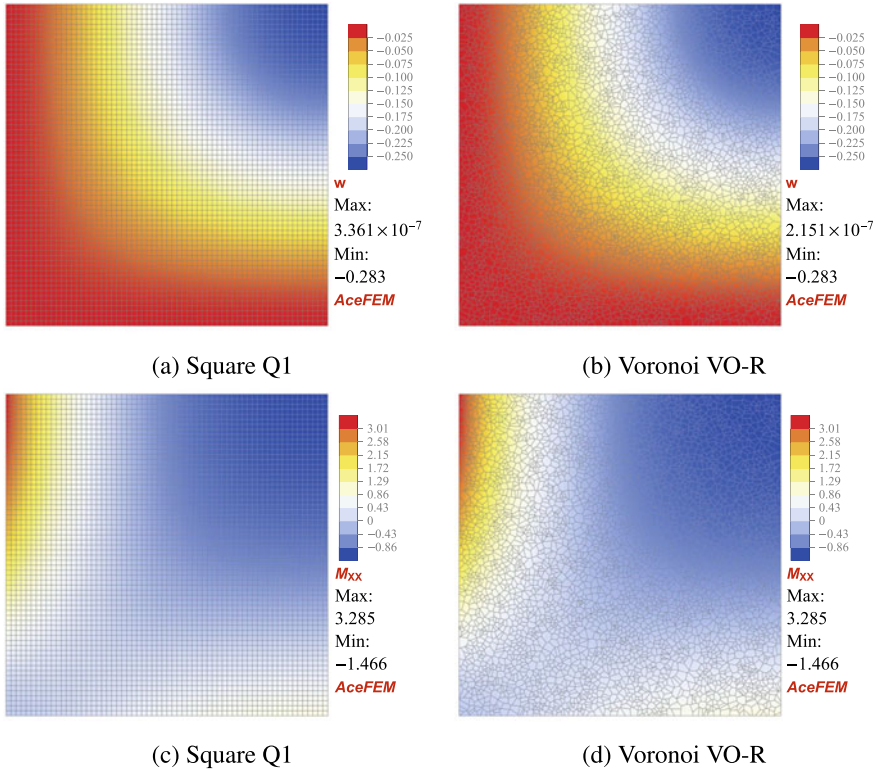 −0.025
−0.050
−0.075
−0.100
−0.125
−0.150
−0.175
−0.200
−0.225
−0.250
w
Max:
3.361×10⁻⁷
Min:
−0.283
AceFEM
(a) Square Q1
−0.025
−0.050
−0.075
−0.100
−0.125
−0.150
−0.175
−0.200
−0.225
−0.250
w
Max:
2.151×10⁻⁷
Min:
−0.283
AceFEM
(b) Voronoi VO-R
3.01
2.58
2.15
1.72
1.29
0.86
0.43
0
−0.43
−0.86
Mxx
Max:
3.285
Min:
−1.466
AceFEM
(c) Square Q1
3.01
2.58
2.15
1.72
1.29
0.86
0.43
0
−0.43
−0.86
Mxx
Max:
3.285
Min:
−1.466
AceFEM
(d) Voronoi VO-R